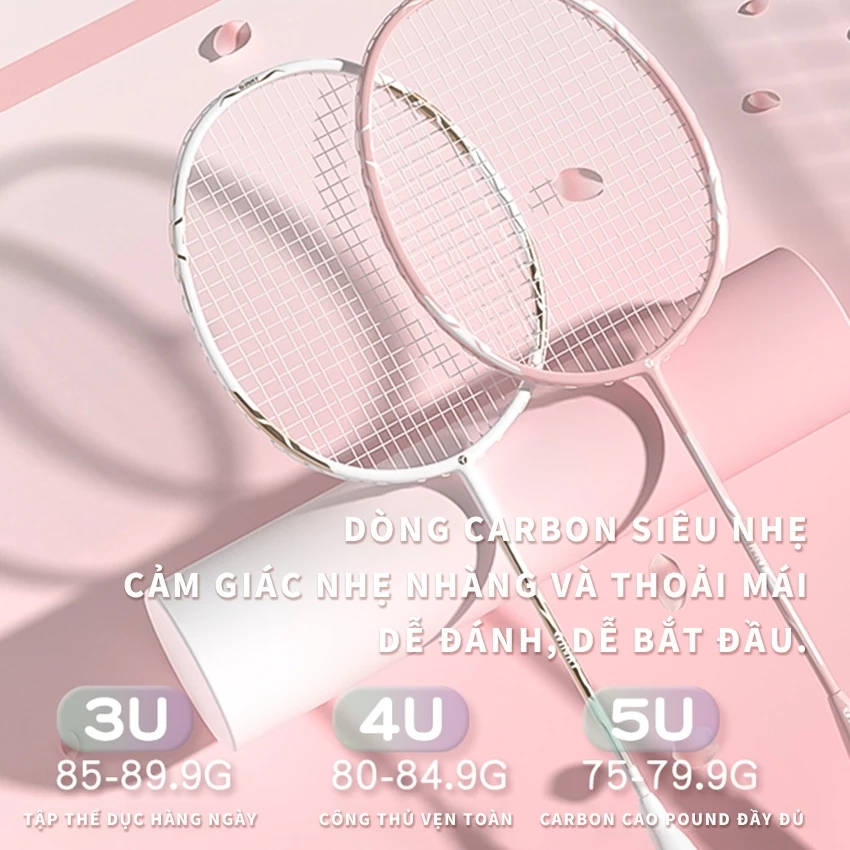 DÒNG CARBON SIÊU NHẸ
CẢM GIÁC NHẸ NHÀNG VÀ THOẢI MÁI
DỄ ĐÁNH, DỄ BẮT ĐẦU.
3U 4U 5U
85-89.9G 80-84.9G 75-79.9G
TẬP THỂ DỤC HÀNG NGÀY CÔNG THỦ VẸN TOÀN CARBON CAO POUND ĐẦY ĐỦ